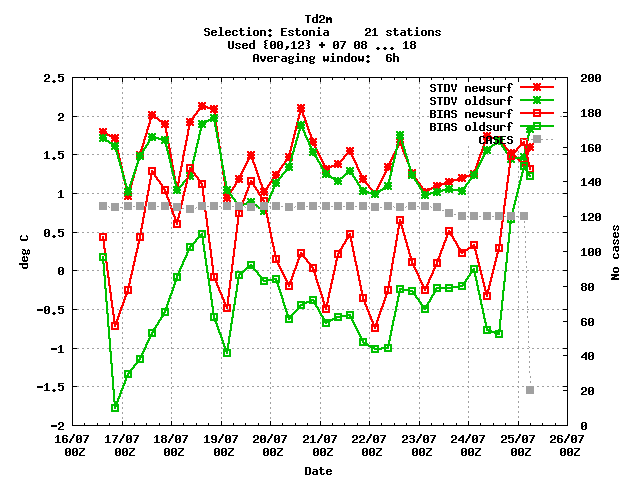 Td2m
Selection: Estonia     21 stations
Used {00,12} + 07 08 ... 18
Averaging window:  6h
STDV newsurf
STDV oldsurf
BIAS newsurf
BIAS oldsurf
CASES
2.5
2
1.5
1
0.5
0
-0.5
-1
-1.5
-2
deg C
200
180
160
140
120
100
80
60
40
20
0
No cases
16/07 17/07 18/07 19/07 20/07 21/07 22/07 23/07 24/07 25/07 26/07
00Z 00Z 00Z 00Z 00Z 00Z 00Z 00Z 00Z 00Z 00Z
Date